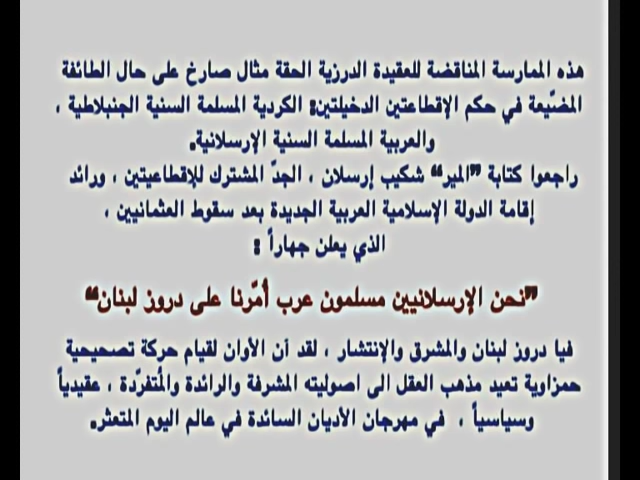 هذه الممارسة المناقضة للعقيدة الدرزية الحقة مثال صارخ على حال الطائفة
المضّيعة في حكم الإقطاعتين الدخيلتين: الكردية المسلمة السنية الجنبلاطية ،
والعربية المسلمة السنية الإرسلانية.
راجعوا كتابة "المير" شكيب إرسلان ، الجدّ المشترك للإقطاعيتين ، ورائد
إقامة الدولة الإسلامية العربية الجديدة بعد سقوط العثمانيين ،
الذي يعلن جهاراً :
"نحن الإرسلانيين مسلمون عرب أمّرنا على دروز لبنان"
فيا دروز لبنان والمشرق والإنتشار ، لقد آن الأوان لقيام حركة تصحيحية
حمزاوية تعيد مذهب العقل الى اصوليته المشرفة والرائدة والمُتفرّدة ، عقيدياً
وسياسياً ، في مهرجان الأديان السائدة في عالم اليوم المتعثر.